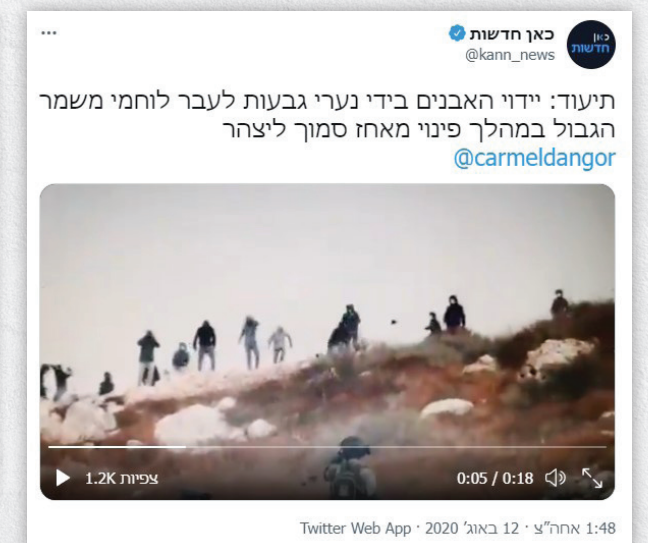 כאן חדשות
@kann_news
כאן
חדשות
תיעוד: יידוי האבנים בידי נערי גבעות לעבר לוחמי משמר
הגבול במהלך פינוי מאחז סמוך ליצהר
@carmeldangor
1.2K צפיות
0:05 / 0:18
1:48 אחה"צ · 12 באוג' 2020 · Twitter Web App